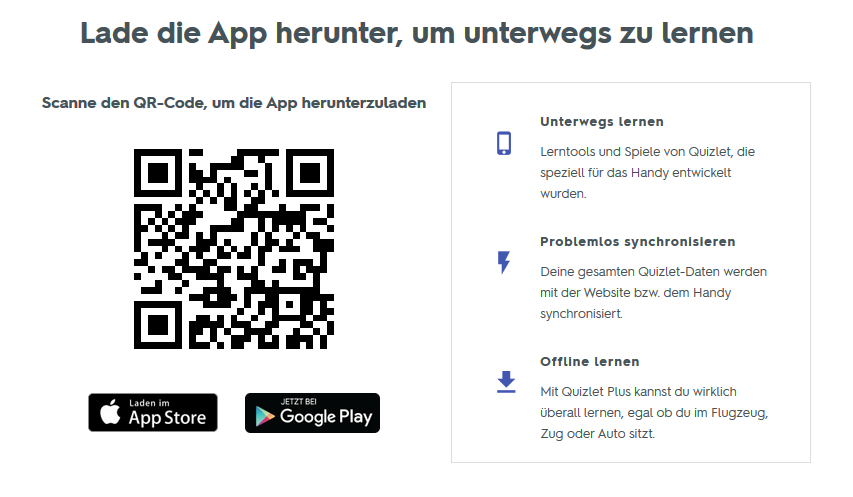 Lade die App herunter, um unterwegs zu lernen
Scanne den QR-Code, um die App herunterzuladen
Laden im
App Store
JETZT BEI
Google Play
Unterwegs lernen
Lerntools und Spiele von Quizlet, die
speziell für das Handy entwickelt
wurden.
Problemlos synchronisieren
Deine gesamten Quizlet-Daten werden
mit der Website bzw. dem Handy
synchronisiert.
Offline lernen
Mit Quizlet Plus kannst du wirklich
überall lernen, egal ob du im Flugzeug,
Zug oder Auto sitzt.